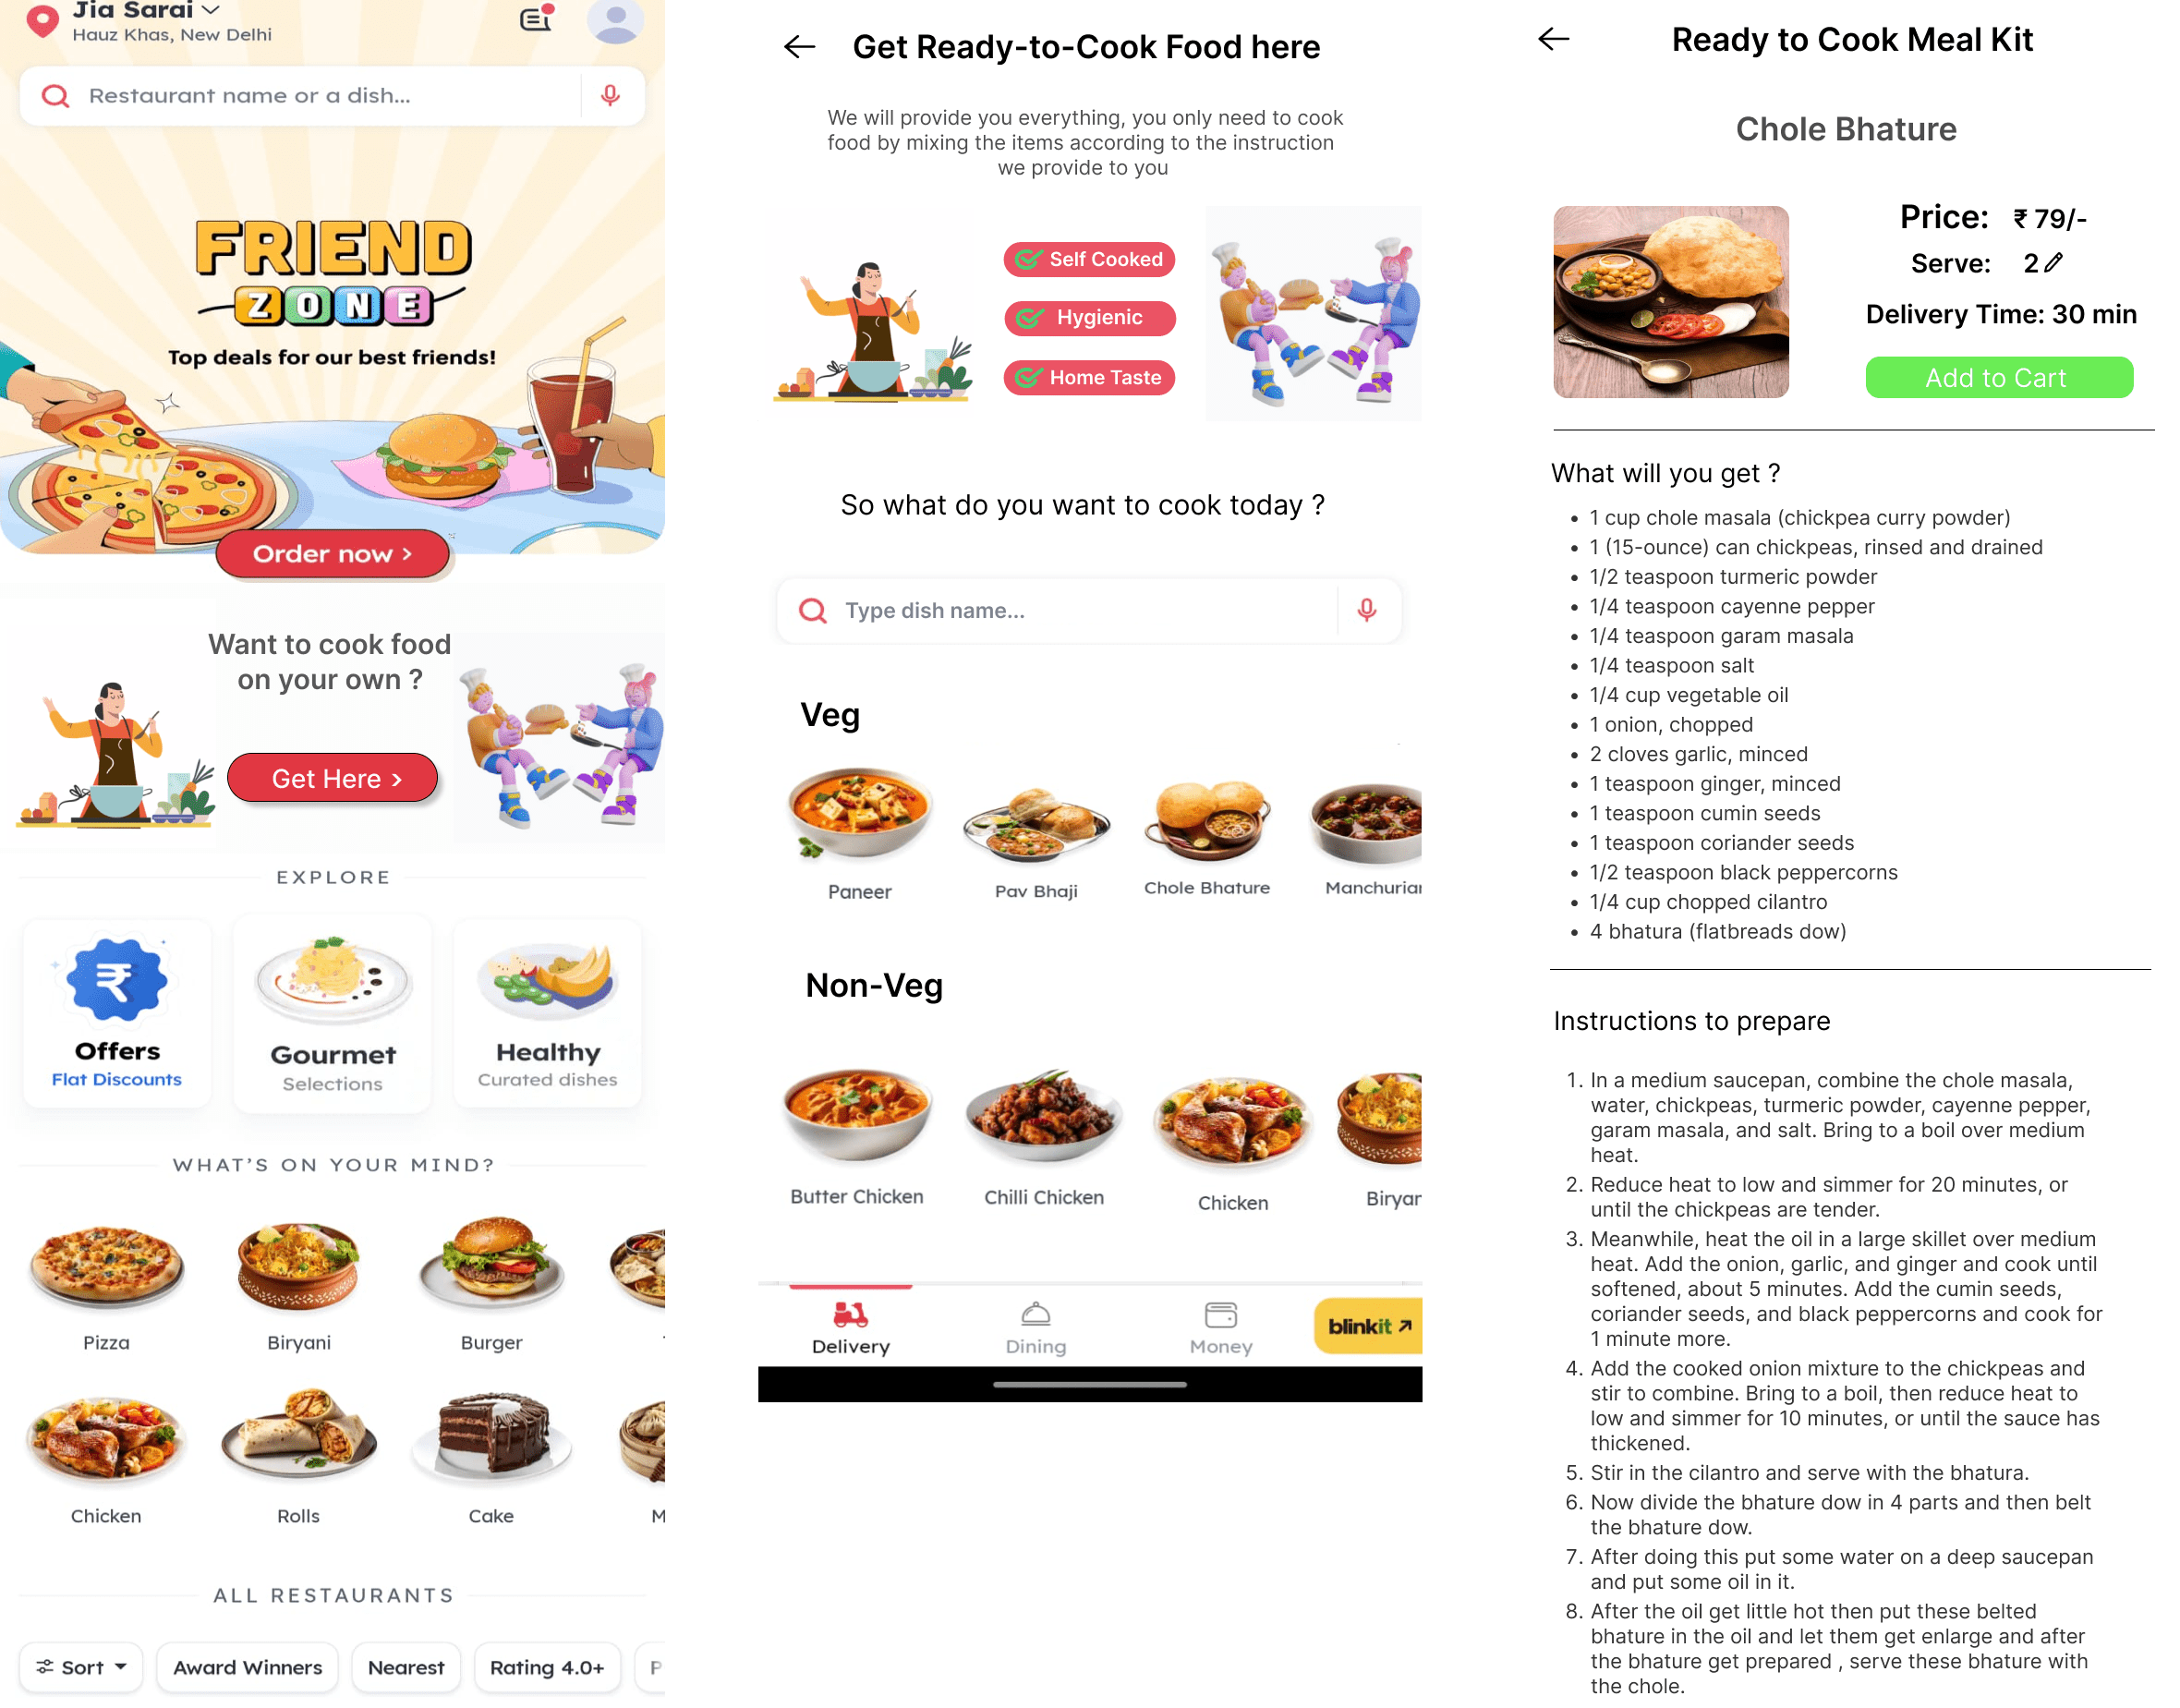 Jia Sarai
Hauz Khas, New Delhi
Restaurant name or a dish...
FRIEND
ZONE
Top deals for our best friends!
Order now >
Want to cook food
on your own ?
Get Here >
EXPLORE
₹
Offers
Flat Discounts
Gourmet
Selections
Healthy
Curated dishes
WHAT'S ON YOUR MIND?
Pizza
Biryani
Burger
Chicken
Rolls
Cake
M
ALL RESTAURANTS
Sort
Award Winners
Nearest
Rating 4.0+
P
Get Ready-to-Cook Food here
We will provide you everything, you only need to cook
food by mixing the items according to the instruction
we provide to you
Self Cooked
Hygienic
Home Taste
So what do you want to cook today ?
Type dish name...
Veg
Paneer
Pav Bhaji
Chole Bhature
Manchurian
Non-Veg
Butter Chicken
Chilli Chicken
Chicken
Biryar
Delivery
Dining
Money
blinkit
Ready to Cook Meal Kit
Chole Bhature
Price: ₹ 79/-
Serve: 2
Delivery Time: 30 min
Add to Cart
What will you get ?
• 1 cup chole masala (chickpea curry powder)
• 1 (15-ounce) can chickpeas, rinsed and drained
• 1/2 teaspoon turmeric powder
• 1/4 teaspoon cayenne pepper
• 1/4 teaspoon garam masala
• 1/4 teaspoon salt
• 1/4 cup vegetable oil
• 1 onion, chopped
• 2 cloves garlic, minced
• 1 teaspoon ginger, minced
• 1 teaspoon cumin seeds
• 1 teaspoon coriander seeds
• 1/2 teaspoon black peppercorns
• 1/4 cup chopped cilantro
• 4 bhatura (flatbreads dow)
Instructions to prepare
1. In a medium saucepan, combine the chole masala,
water, chickpeas, turmeric powder, cayenne pepper,
garam masala, and salt. Bring to a boil over medium
heat.
2. Reduce heat to low and simmer for 20 minutes, or
until the chickpeas are tender.
3. Meanwhile, heat the oil in a large skillet over medium
heat. Add the onion, garlic, and ginger and cook until
softened, about 5 minutes. Add the cumin seeds,
coriander seeds, and black peppercorns and cook for
1 minute more.
4. Add the cooked onion mixture to the chickpeas and
stir to combine. Bring to a boil, then reduce heat to
low and simmer for 10 minutes, or until the sauce has
thickened.
5. Stir in the cilantro and serve with the bhatura.
6. Now divide the bhature dow in 4 parts and then belt
the bhature dow.
7. After doing this put some water on a deep saucepan
and put some oil in it.
8. After the oil get little hot then put these belted
bhature in the oil and let them get enlarge and after
the bhature get prepared , serve these bhature with
the chole.